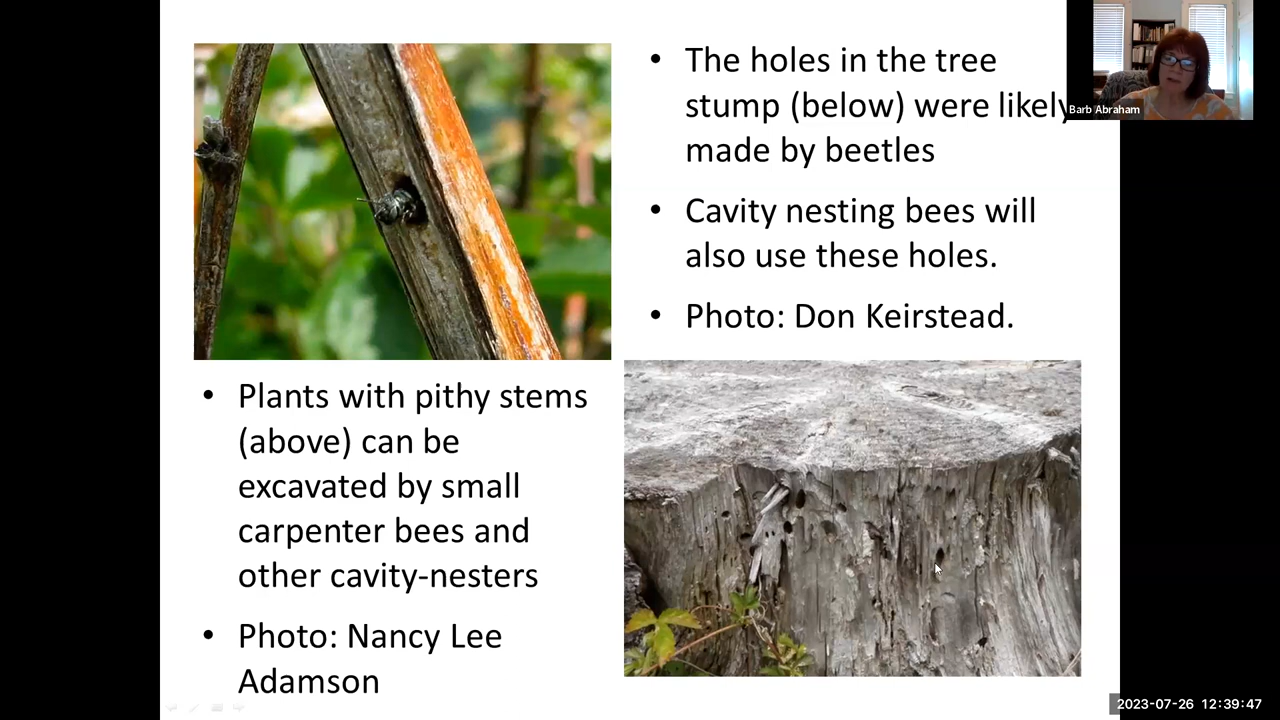 • The holes in the tree
stump (below) were likely
made by beetles
• Cavity nesting bees will
also use these holes.
• Photo: Don Keirstead.
Barb Abraham
• Plants with pithy stems
(above) can be
excavated by small
carpenter bees and
other cavity-nesters
• Photo: Nancy Lee
Adamson
2023-07-26 12:39:47